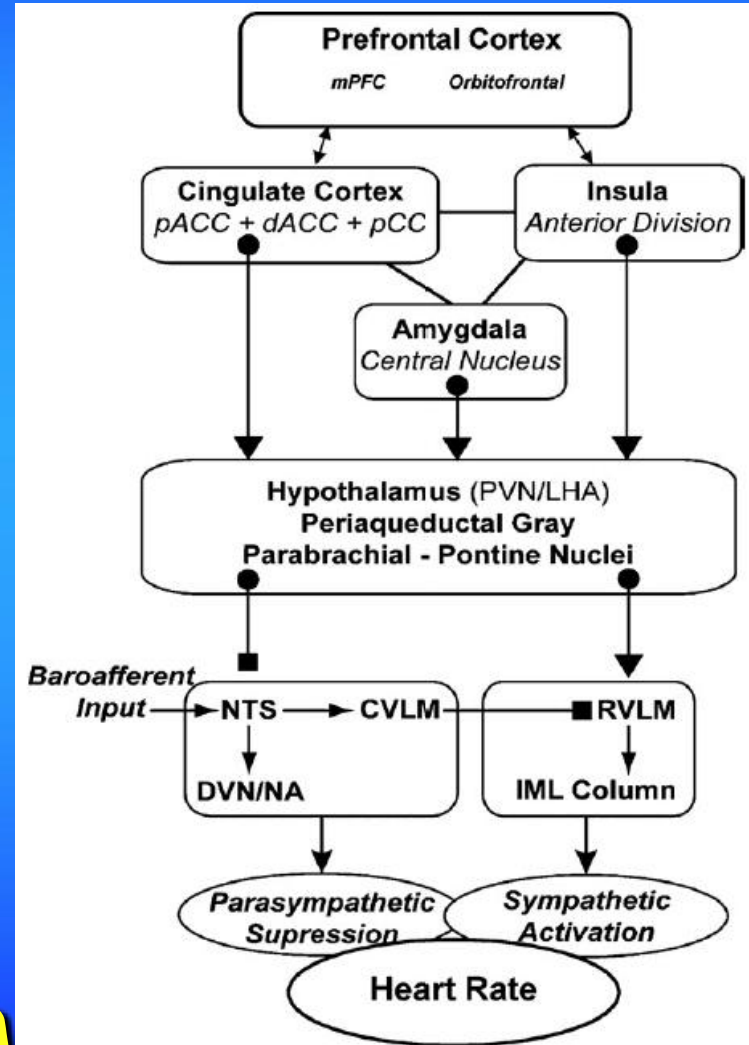 Prefrontal Cortex
mPFC Orbitofrontal
Cingulate Cortex
pACC + dACC + pCC
Insula
Anterior Division
Amygdala
Central Nucleus
Hypothalamus (PVN/LHA)
Periaqueductal Gray
Parabrachial - Pontine Nuclei
Baroafferent
Input
NTS
CVLM
RVLM
DVN/NA
IML Column
Parasympathetic
Supression
Sympathetic
Activation
Heart Rate